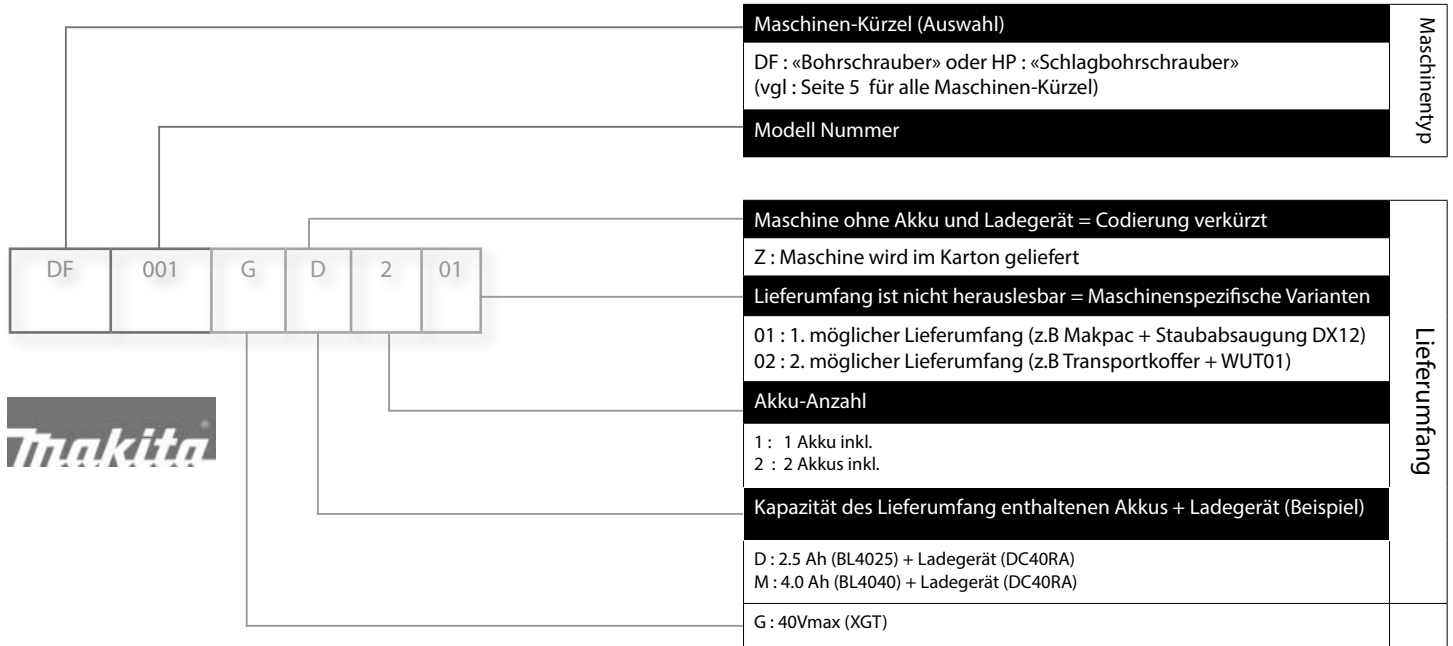 Maschinen-Kürzel (Auswahl)
DF : «Bohrschrauber» oder HP : «Schlagbohrschrauber»
(vgl : Seite 5 für alle Maschinen-Kürzel)
Modell Nummer
Maschinentyp
Maschine ohne Akku und Ladegerät = Codierung verkürzt
Z : Maschine wird im Karton geliefert
Lieferumfang ist nicht herauslesbar = Maschinenspezifische Varianten
01 : 1. möglicher Lieferumfang (z.B Makpac + Staubabsaugung DX12)
02 : 2. möglicher Lieferumfang (z.B Transportkoffer + WUT01)
Akku-Anzahl
1 : 1 Akku inkl.
2 : 2 Akkus inkl.
Kapazität des Lieferumfang enthaltenen Akkus + Ladegerät (Beispiel)
D : 2.5 Ah (BL4025) + Ladegerät (DC40RA)
M : 4.0 Ah (BL4040) + Ladegerät (DC40RA)
G : 40Vmax (XGT)
Lieferumfang
DF 001 G D 2 01
makita